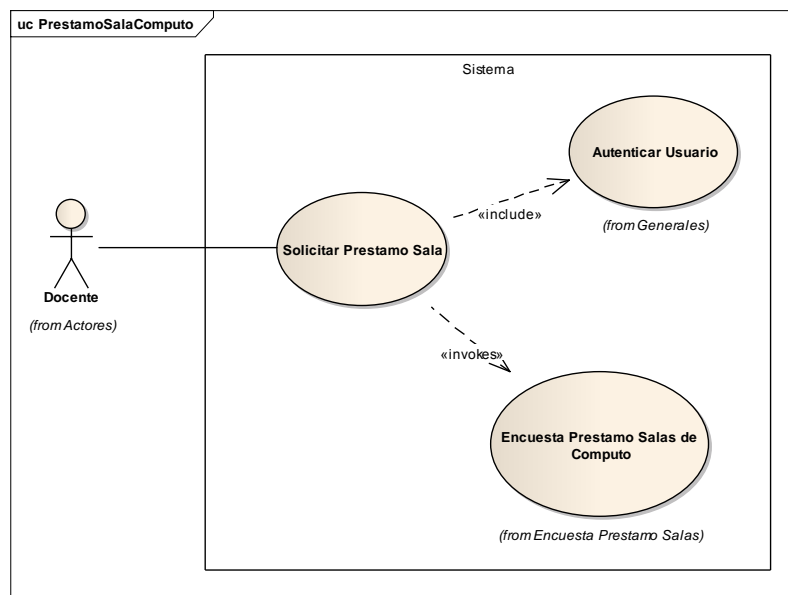 uc PrestamoSalaComputo
Sistema
Autenticar Usuario
«include»
(from Generales)
Solicitar Prestamo Sala
Docente
(from Actores)
«invokes»
Encuesta Prestamo Salas de
Computo
(from Encuesta Prestamo Salas)